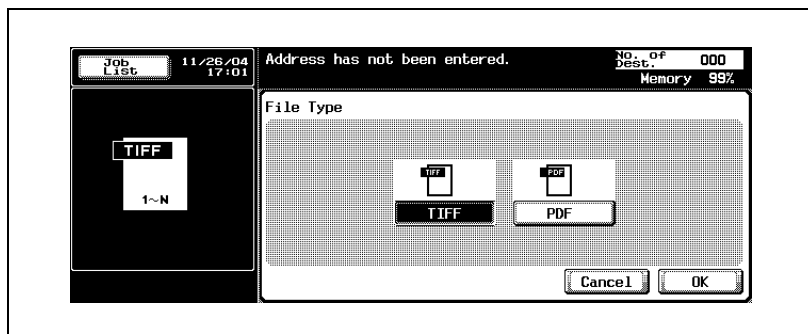 Job List
11/26/04
17:01
Address has not been entered.
No. of Dest.
000
Memory 99%
File Type
TIFF
1~N
TIFF
PDF
TIFF
PDF
Cancel
OK